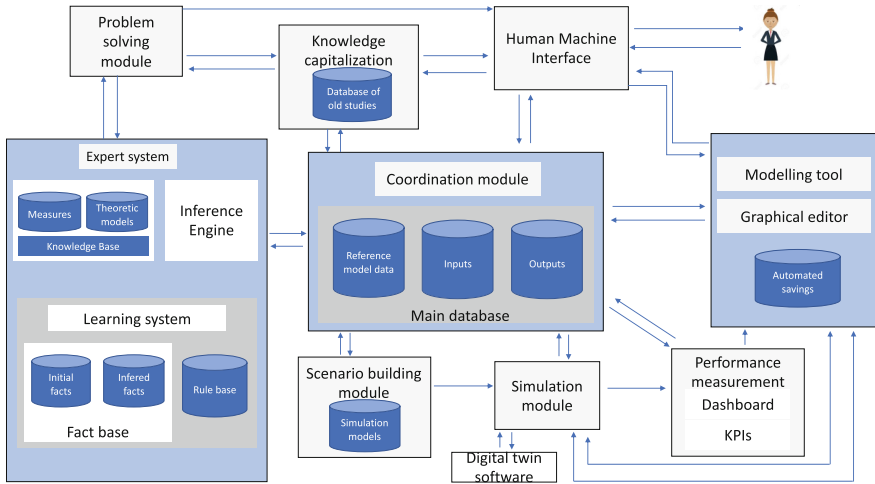 Problem
solving
module
Knowledge
capitalization
Database of
old studies
Human Machine
Interface
Expert system
Measures
Theoretic
models
Knowledge Base
Inference
Engine
Learning system
Initial
facts
Infered
facts
Rule base
Fact base
Coordination module
Reference
model data
Inputs
Outputs
Main database
Modelling tool
Graphical editor
Automated
savings
Scenario building
module
Simulation
models
Simulation
module
Digital twin
software
Performance
measurement
Dashboard
KPIs